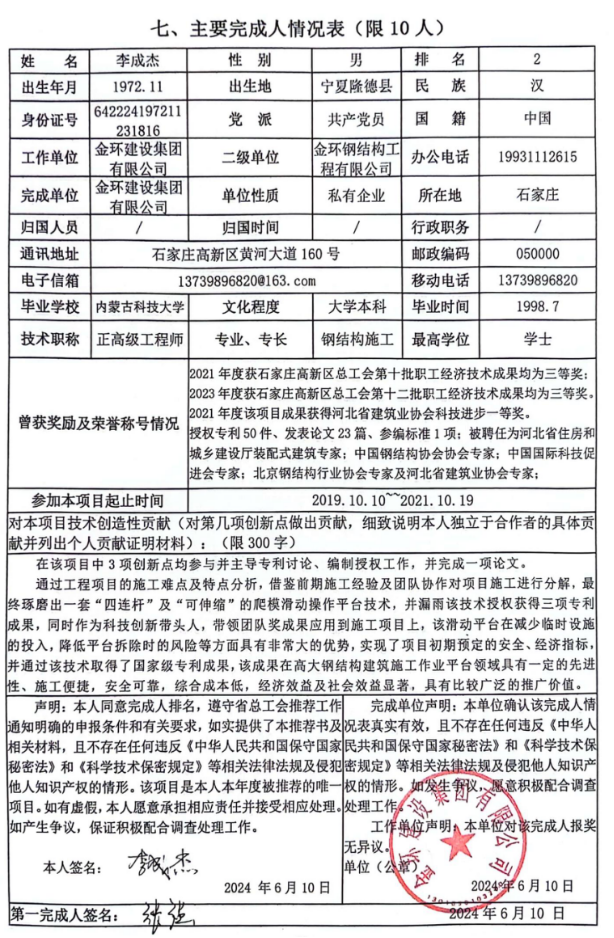 七、主要完成人情况表（限10人）
姓 名 李成杰 性 别 男 排 名 2
出生年月 1972.11 出生地 宁夏隆德县 民 族 汉
身份证号 642224197211231816 党 派 共产党员 国 籍 中国
工作单位 金环建设集团有限公司 二级单位 金环钢结构工程有限公司 办公电话 19931112615
完成单位 金环建设集团有限公司 单位性质 私有企业 所在地 石家庄
归国人员 / 归国时间 / 行政职务 /
通讯地址 石家庄高新区黄河大道160号 邮政编码 050000
电子信箱 13739896820@163.com 移动电话 13739896820
毕业学校 内蒙古科技大学 文化程度 大学本科 毕业时间 1998.7
技术职称 正高级工程师 专业、专长 钢结构施工 最高学位 学士
曾获奖励及荣誉称号情况
2021年度获石家庄高新区总工会第十批职工经济技术成果均为三等奖；
2023年度获石家庄高新区总工会第十二批职工经济技术成果均为三等奖。
2021年度该项目成果获得河北省建筑业协会科技进步一等奖。
授权专利50件、发表论文23篇、参编标准1项；被聘任为河北省住房和
城乡建设厅装配式建筑专家；中国钢结构协会协会专家；中国国际科技促
进会专家；北京钢结构行业协会专家及河北省建筑业协会专家；
参加本项目起止时间 2019.10.10~~2021.10.19
对本项目技术创造性贡献（对第几项创新点做出贡献，细致说明本人独立于合作者的具体贡
献并列出个人贡献证明材料）：（限300字）
在该项目中3项创新点均参与并主导专利讨论、编制授权工作，并完成一项论文。
通过工程项目的施工难点及特点分析，借鉴前期施工经验及团队协作对项目施工进行分解，最
终琢磨出一套“四连杆”及“可伸缩”的爬模滑动操作平台技术，并漏雨该技术授权获得三项专利
成果，同时作为科技创新带头人，带领团队奖成果应用到施工项目上，该滑动平台在减少临时设施
的投入，降低平台拆除时的风险等方面具有非常大的优势，实现了项目初期预定的安全、经济指标，
并通过该技术取得了国家级专利成果，该成果在高大钢结构建筑施工作业平台领域具有一定的先进
性、施工便捷，安全可靠，综合成本低，经济效益及社会效益显著，具有比较广泛的推广价值。
声明：本人同意完成人排名，遵守省总工会推荐工作
通知明确的申报条件和有关要求，如实提供了本推荐书及
相关材料，且不存在任何违反《中华人民共和国保守国家
秘密法》和《科学技术保密规定》等相关法律法规及侵犯
他人知识产权的情形。该项目是本人本年度被推荐的唯一
项目。如有虚假，本人愿意承担相应责任并接受相应处理。
如产生争议，保证积极配合调查处理工作。
本人签名：李成杰
2024年6月10日
完成单位声明：本单位确认该完成人情
况表真实有效，且不存在任何违反《中华人
民共和国保守国家秘密法》和《科学技术保
密规定》等相关法律法规及侵犯他人知识产
权的情形。如发生争议，愿意积极配合调查
处理工作。
工作单位声明：本单位对该完成人报奖
无异议。
单位（公章）
金环建设集团有限公司
2024年6月10日
第一完成人签名：
2024年6月10日